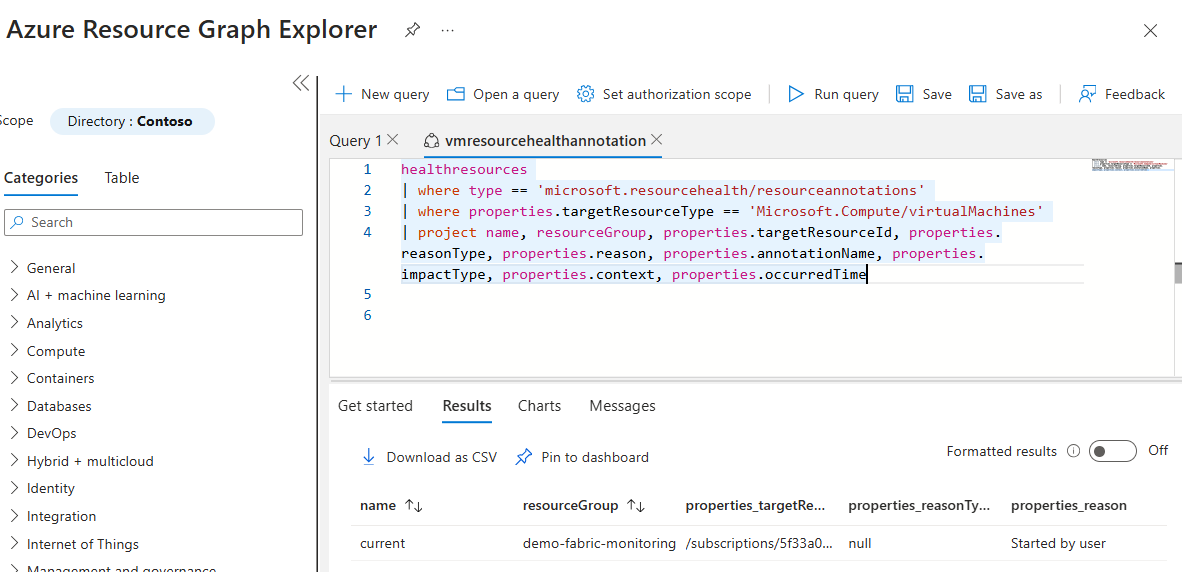 Azure Resource Graph Explorer
cope
Directory : Contoso
New query
Open a query
Set authorization scope
Run query
Save
Save as
Feedback
Categories
Table
Search
General
AI + machine learning
Analytics
Compute
Containers
Databases
DevOps
Hybrid + multicloud
Identity
Integration
Internet of Things
Management and governance
Query 1
vmresourcehealthannotation
1 healthresources
2 | where type == 'microsoft.resourcehealth/resourceannotations'
3 | where properties.targetResourceType == 'Microsoft.Compute/virtualMachines'
4 | project name, resourceGroup, properties.targetResourceId, properties.
reasonType, properties.reason, properties.annotationName, properties.
impactType, properties.context, properties.occurredTime
5
6
Get started
Results
Charts
Messages
Download as CSV
Pin to dashboard
Formatted results
Off
name resourceGroup properties_targetRe... properties_reasonTy... properties_reason
current demo-fabric-monitoring /subscriptions/5f33a0... null Started by user